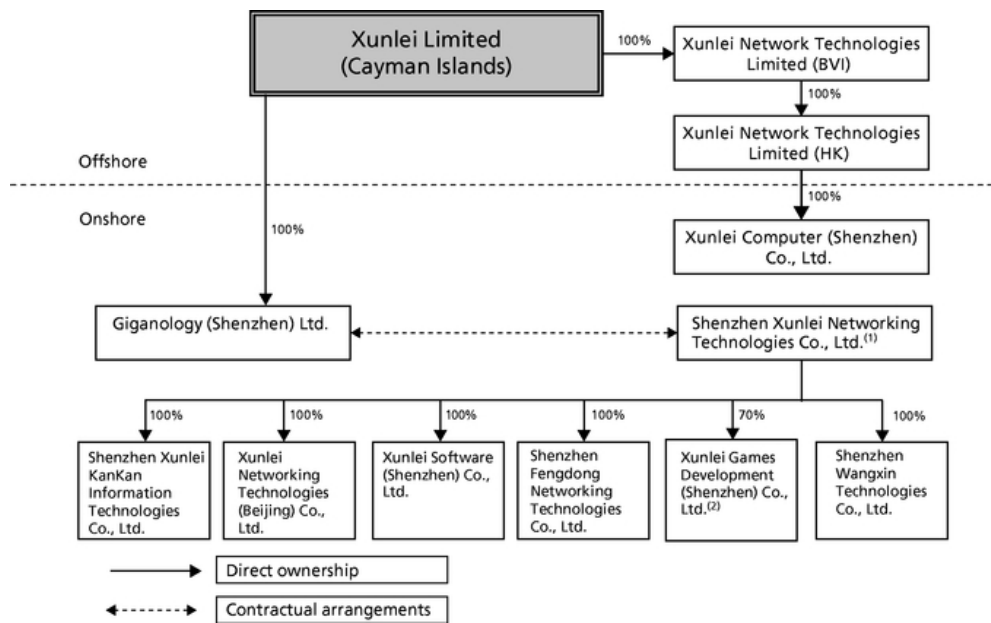 Xunlei Limited
(Cayman Islands)
100%
Xunlei Network Technologies
Limited (BVI)
100%
Xunlei Network Technologies
Limited (HK)
Offshore
Onshore
100%
100%
Xunlei Computer (Shenzhen)
Co., Ltd.
Giganology (Shenzhen) Ltd.
Shenzhen Xunlei Networking
Technologies Co., Ltd.(1)
100%
100%
100%
100%
70%
100%
Shenzhen Xunlei
KanKan
Information
Technologies
Co., Ltd.
Xunlei
Networking
Technologies
(Beijing) Co.,
Ltd.
Xunlei Software
(Shenzhen) Co.,
Ltd.
Shenzhen
Fengdong
Networking
Technologies
Co., Ltd.
Xunlei Games
Development
(Shenzhen) Co.,
Ltd.(2)
Shenzhen
Wangxin
Technologies
Co., Ltd.
Direct ownership
Contractual arrangements